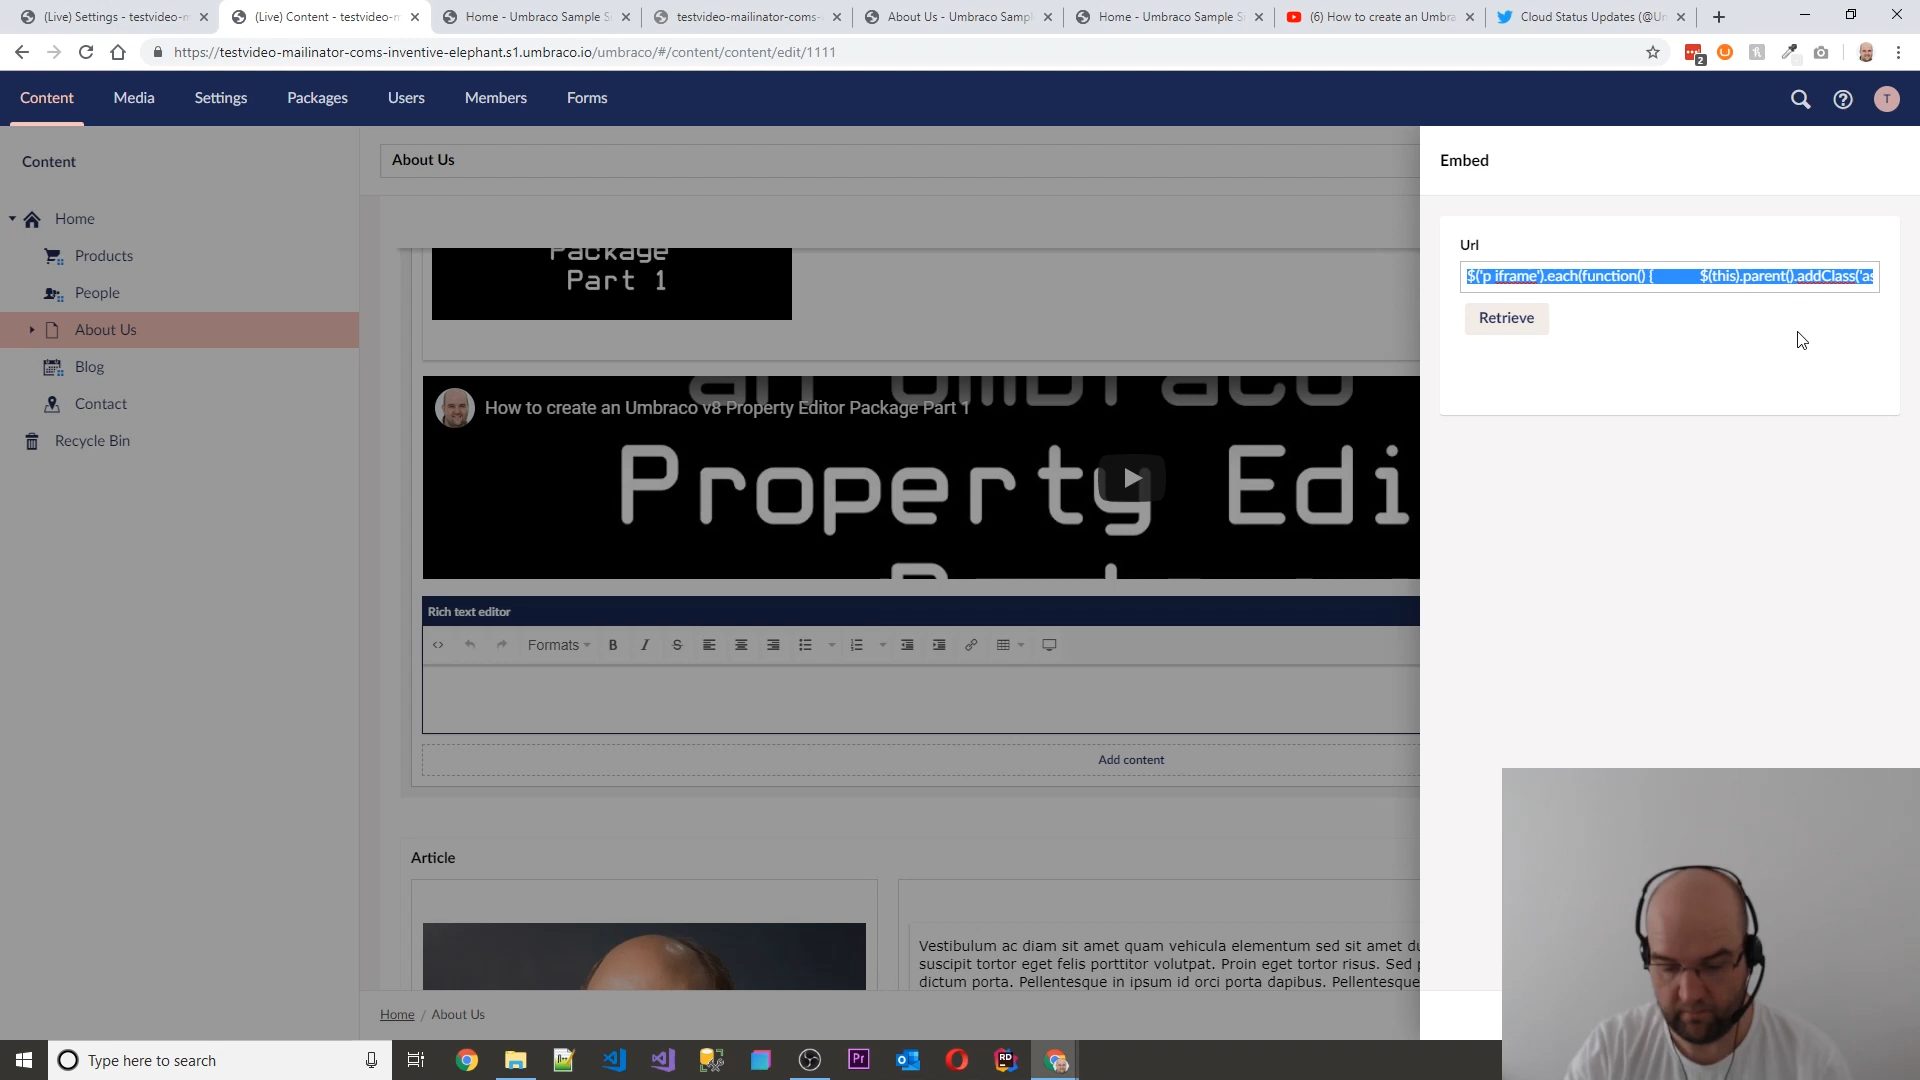 (Live) Settings - testvideo-m
(Live) Content - testvideo-m
Home - Umbraco Sample Si
testvideo-mailinator-coms-
About Us - Umbraco Sampl
Home - Umbraco Sample Si
(6) How to create an Umbra
Cloud Status Updates (@Um
https://testvideo-mailinator-coms-inventive-elephant.s1.umbraco.io/umbraco/#/content/content/edit/1111
2
Content
Media
Settings
Packages
Users
Members
Forms
T
Content
Home
Products
People
About Us
Blog
Contact
Recycle Bin
About Us
Package
Part 1
an Umbraco
How to create an Umbraco v8 Property Editor Package Part 1
Property Edi
Rich text editor
Formats
B
I
S
Add content
Article
Vestibulum ac diam sit amet quam vehicula elementum sed sit amet du
suscipit tortor eget felis porttitor volutpat. Proin eget tortor risus. Sed p
dictum porta. Pellentesque in ipsum id orci porta dapibus. Pellentesque
Home / About Us
Embed
Url
$('p iframe').each(function() { $(this).parent().addClass('as
Retrieve
Type here to search
Pr
RD